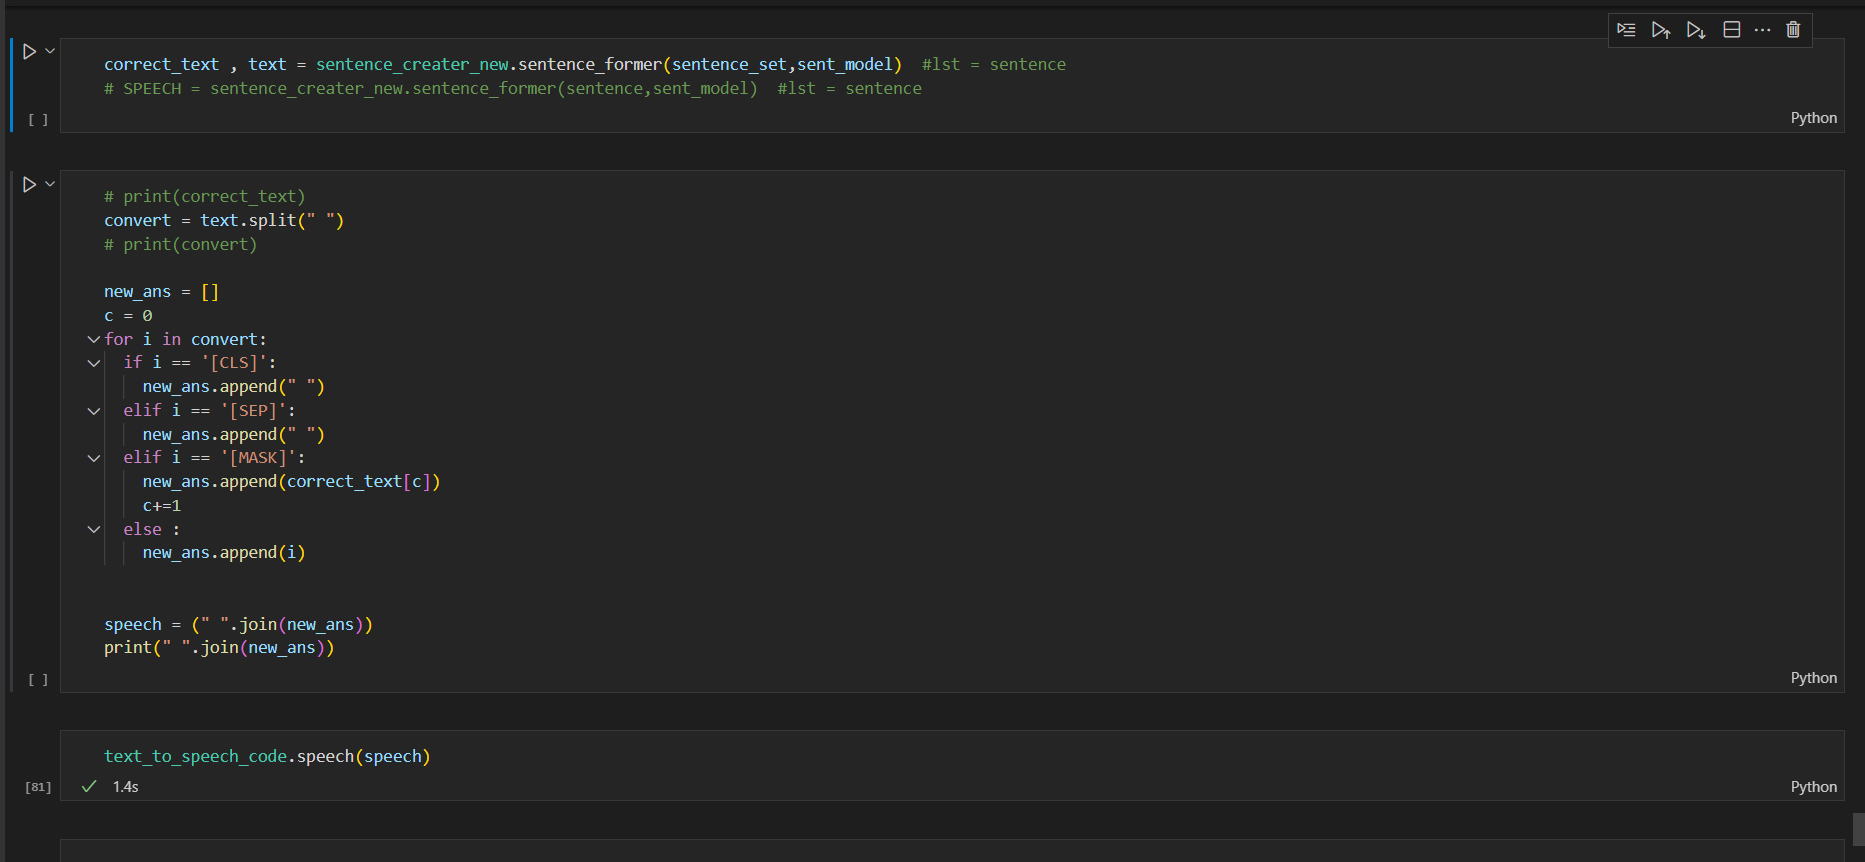 correct_text , text = sentence_creater_new.sentence_former(sentence_set,sent_model)  #lst = sentence
# SPEECH = sentence_creater_new.sentence_former(sentence,sent_model)  #lst = sentence
[ ]
Python
# print(correct_text)
convert = text.split(" ")
# print(convert)

new_ans = []
c = 0
for i in convert:
  if i == '[CLS]':
    new_ans.append(" ")
  elif i == '[SEP]':
    new_ans.append(" ")
  elif i == '[MASK]':
    new_ans.append(correct_text[c])
    c+=1
  else :
    new_ans.append(i)

speech = (" ".join(new_ans))
print(" ".join(new_ans))
[ ]
Python
text_to_speech_code.speech(speech)
[81]
1.4s
Python